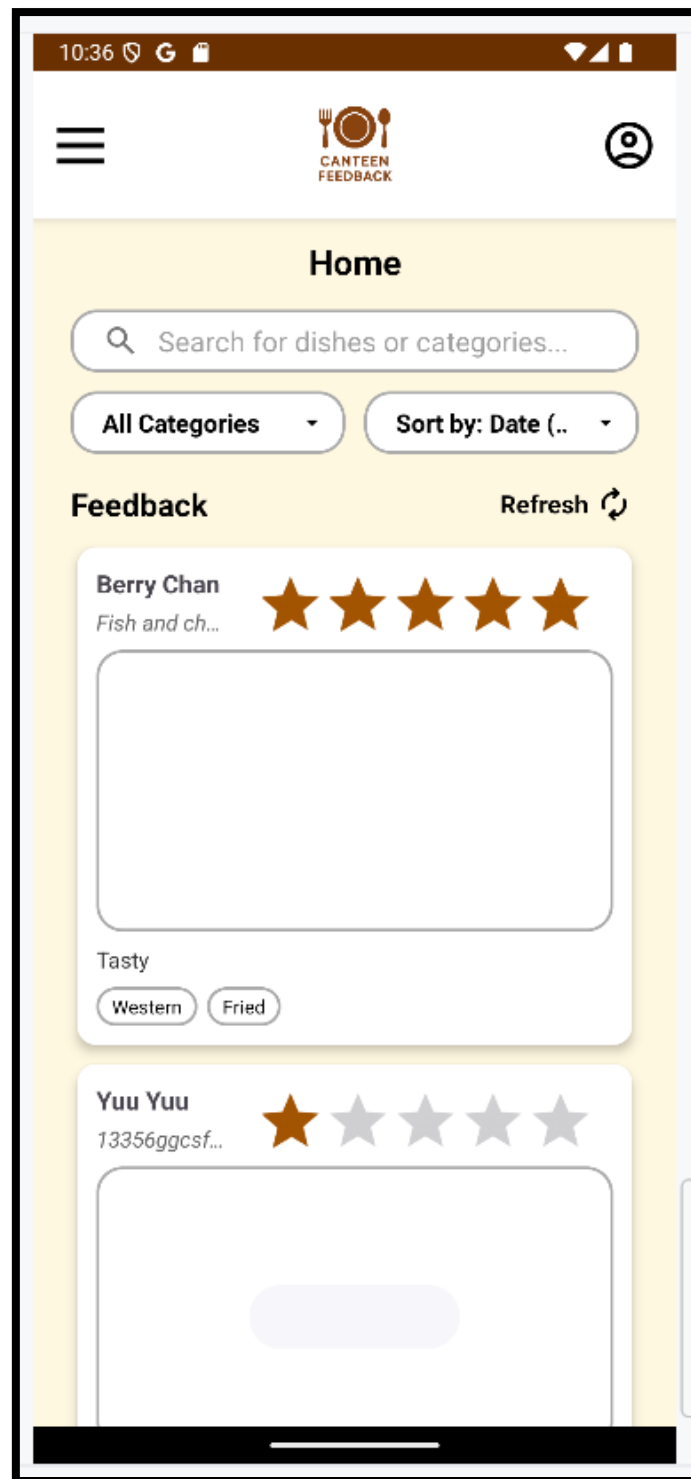 10:36 G
CANTEEN
FEEDBACK
Home
Search for dishes or categories...
All Categories
Sort by: Date (..
Feedback
Refresh
Berry Chan
Fish and ch...
Tasty
Western
Fried
Yuu Yuu
13356ggcsf...